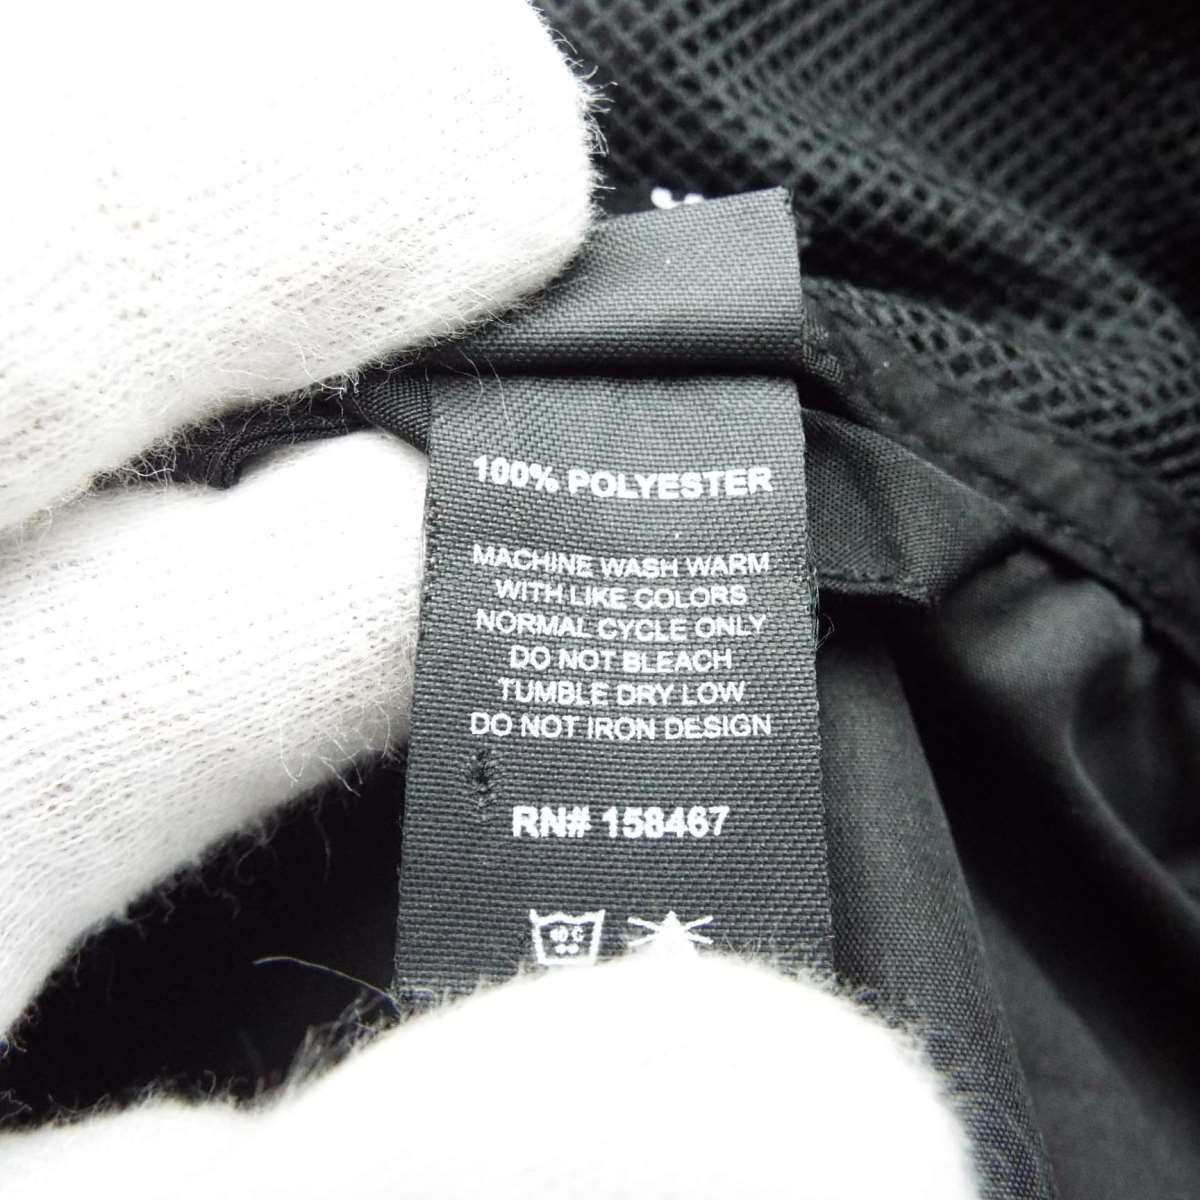 100% POLYESTER
MACHINE WASH WARM
WITH LIKE COLORS
NORMAL CYCLE ONLY
DO NOT BLEACH
TUMBLE DRY LOW
DO NOT IRON DESIGN
RN# 158467